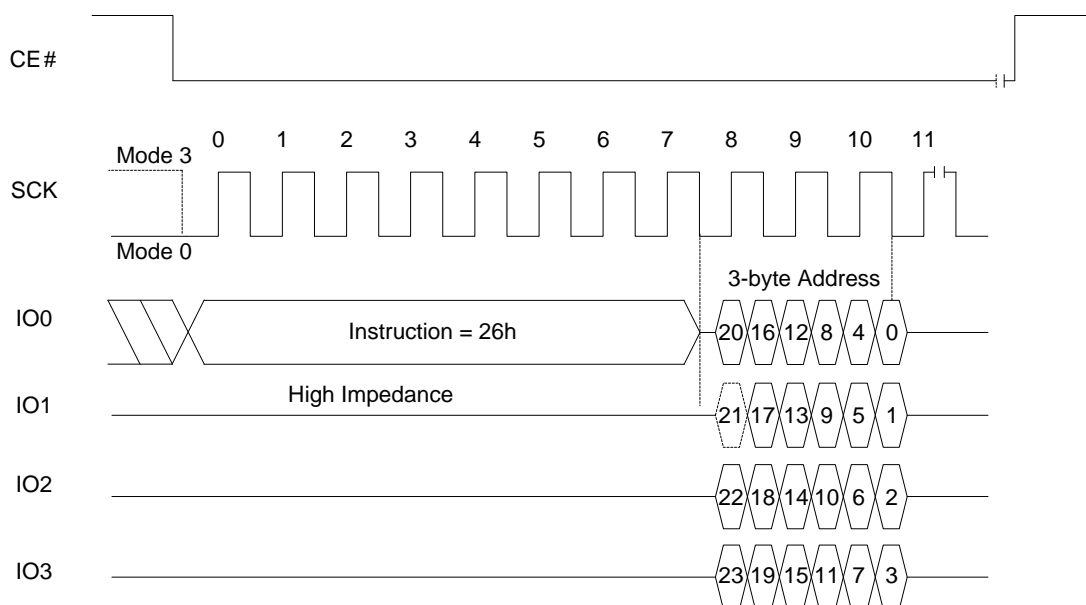 CE#
0 1 2 3 4 5 6 7 8 9 10 11
Mode 3
SCK
Mode 0
3-byte Address
IO0
Instruction = 26h
20 16 12 8 4 0
High Impedance
IO1
21 17 13 9 5 1
IO2
22 18 14 10 6 2
IO3
23 19 15 11 7 3